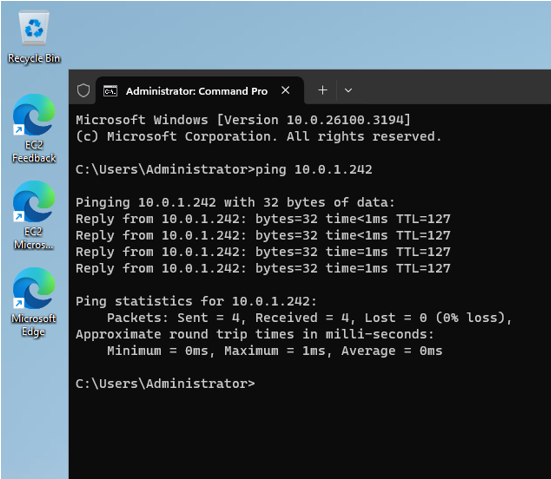 Recycle Bin
EC2
Feedback
EC2
Micros...
Microsoft
Edge
Administrator: Command Pro
Microsoft Windows [Version 10.0.26100.3194]
(c) Microsoft Corporation. All rights reserved.
C:\Users\Administrator>ping 10.0.1.242
Pinging 10.0.1.242 with 32 bytes of data:
Reply from 10.0.1.242: bytes=32 time<1ms TTL=127
Reply from 10.0.1.242: bytes=32 time<1ms TTL=127
Reply from 10.0.1.242: bytes=32 time=1ms TTL=127
Reply from 10.0.1.242: bytes=32 time=1ms TTL=127
Ping statistics for 10.0.1.242:
    Packets: Sent = 4, Received = 4, Lost = 0 (0% loss),
Approximate round trip times in milli-seconds:
    Minimum = 0ms, Maximum = 1ms, Average = 0ms
C:\Users\Administrator>